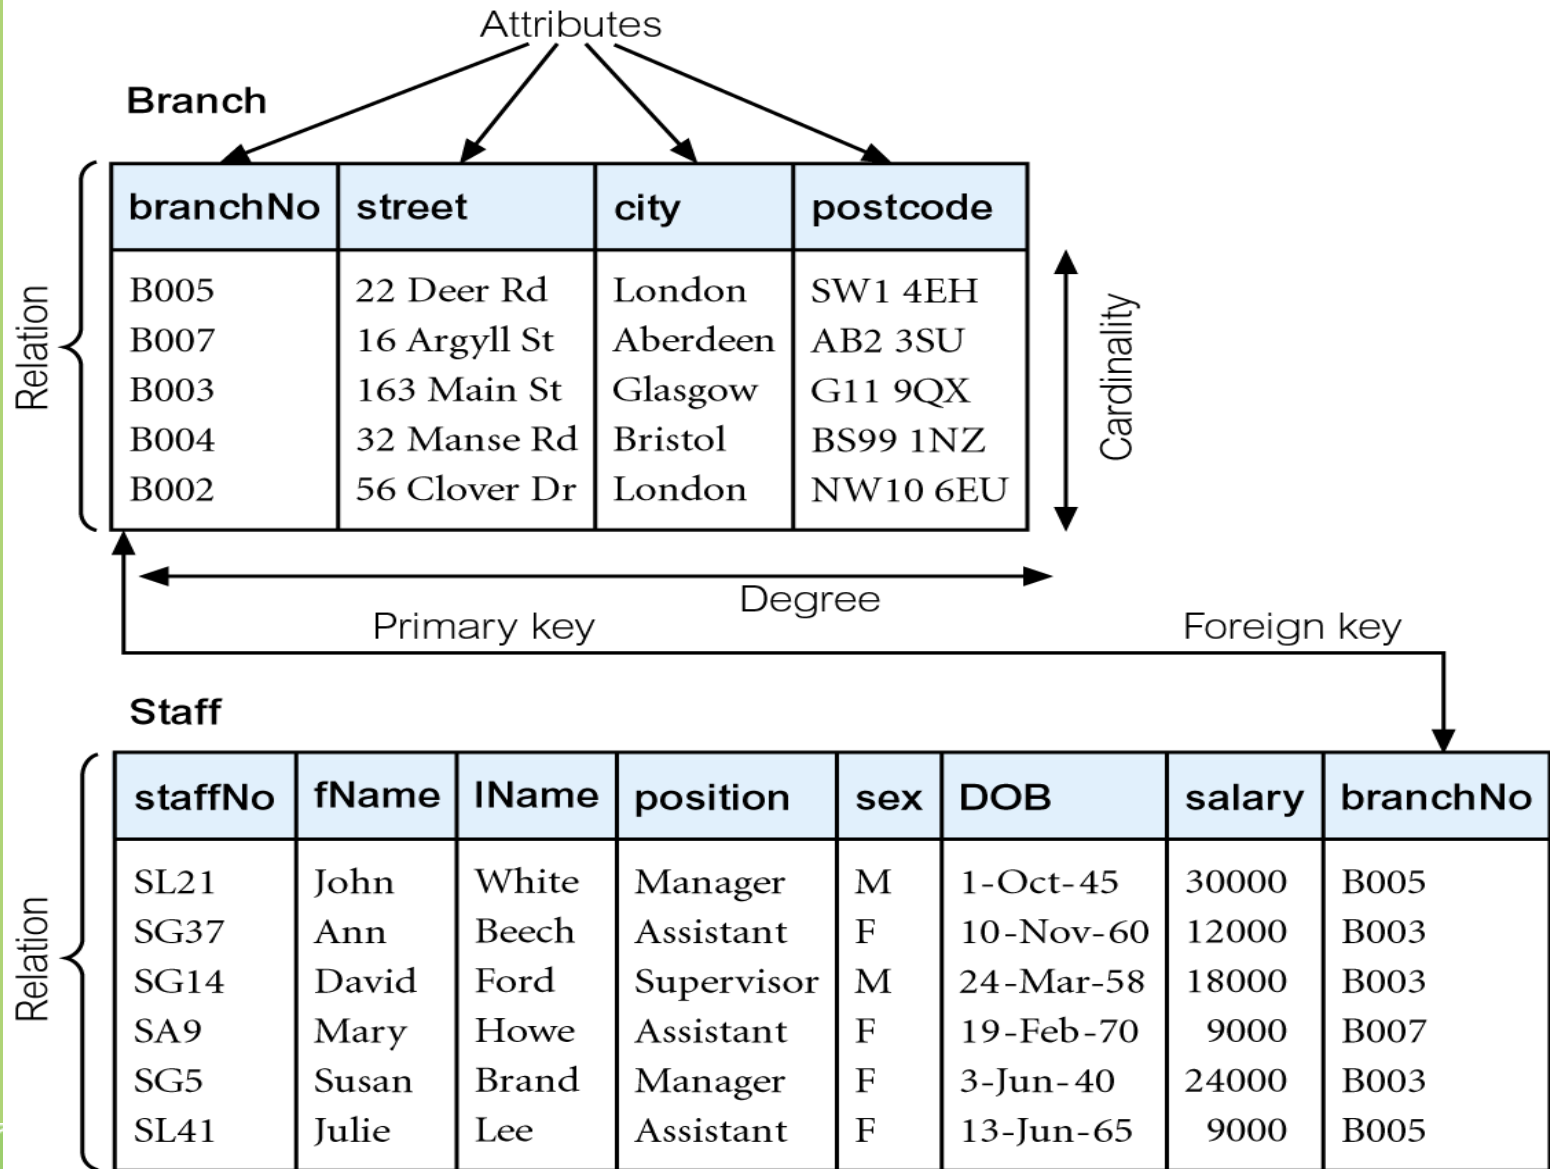 Attributes
Branch
Relation
branchNo street city postcode
B005 22 Deer Rd London SW1 4EH
B007 16 Argyll St Aberdeen AB2 3SU
B003 163 Main St Glasgow G11 9QX
B004 32 Manse Rd Bristol BS99 1NZ
B002 56 Clover Dr London NW10 6EU
Cardinality
Degree
Primary key Foreign key
Staff
Relation
staffNo fName lName position sex DOB salary branchNo
SL21 John White Manager M 1-Oct-45 30000 B005
SG37 Ann Beech Assistant F 10-Nov-60 12000 B003
SG14 David Ford Supervisor M 24-Mar-58 18000 B003
SA9 Mary Howe Assistant F 19-Feb-70 9000 B007
SG5 Susan Brand Manager F 3-Jun-40 24000 B003
SL41 Julie Lee Assistant F 13-Jun-65 9000 B005